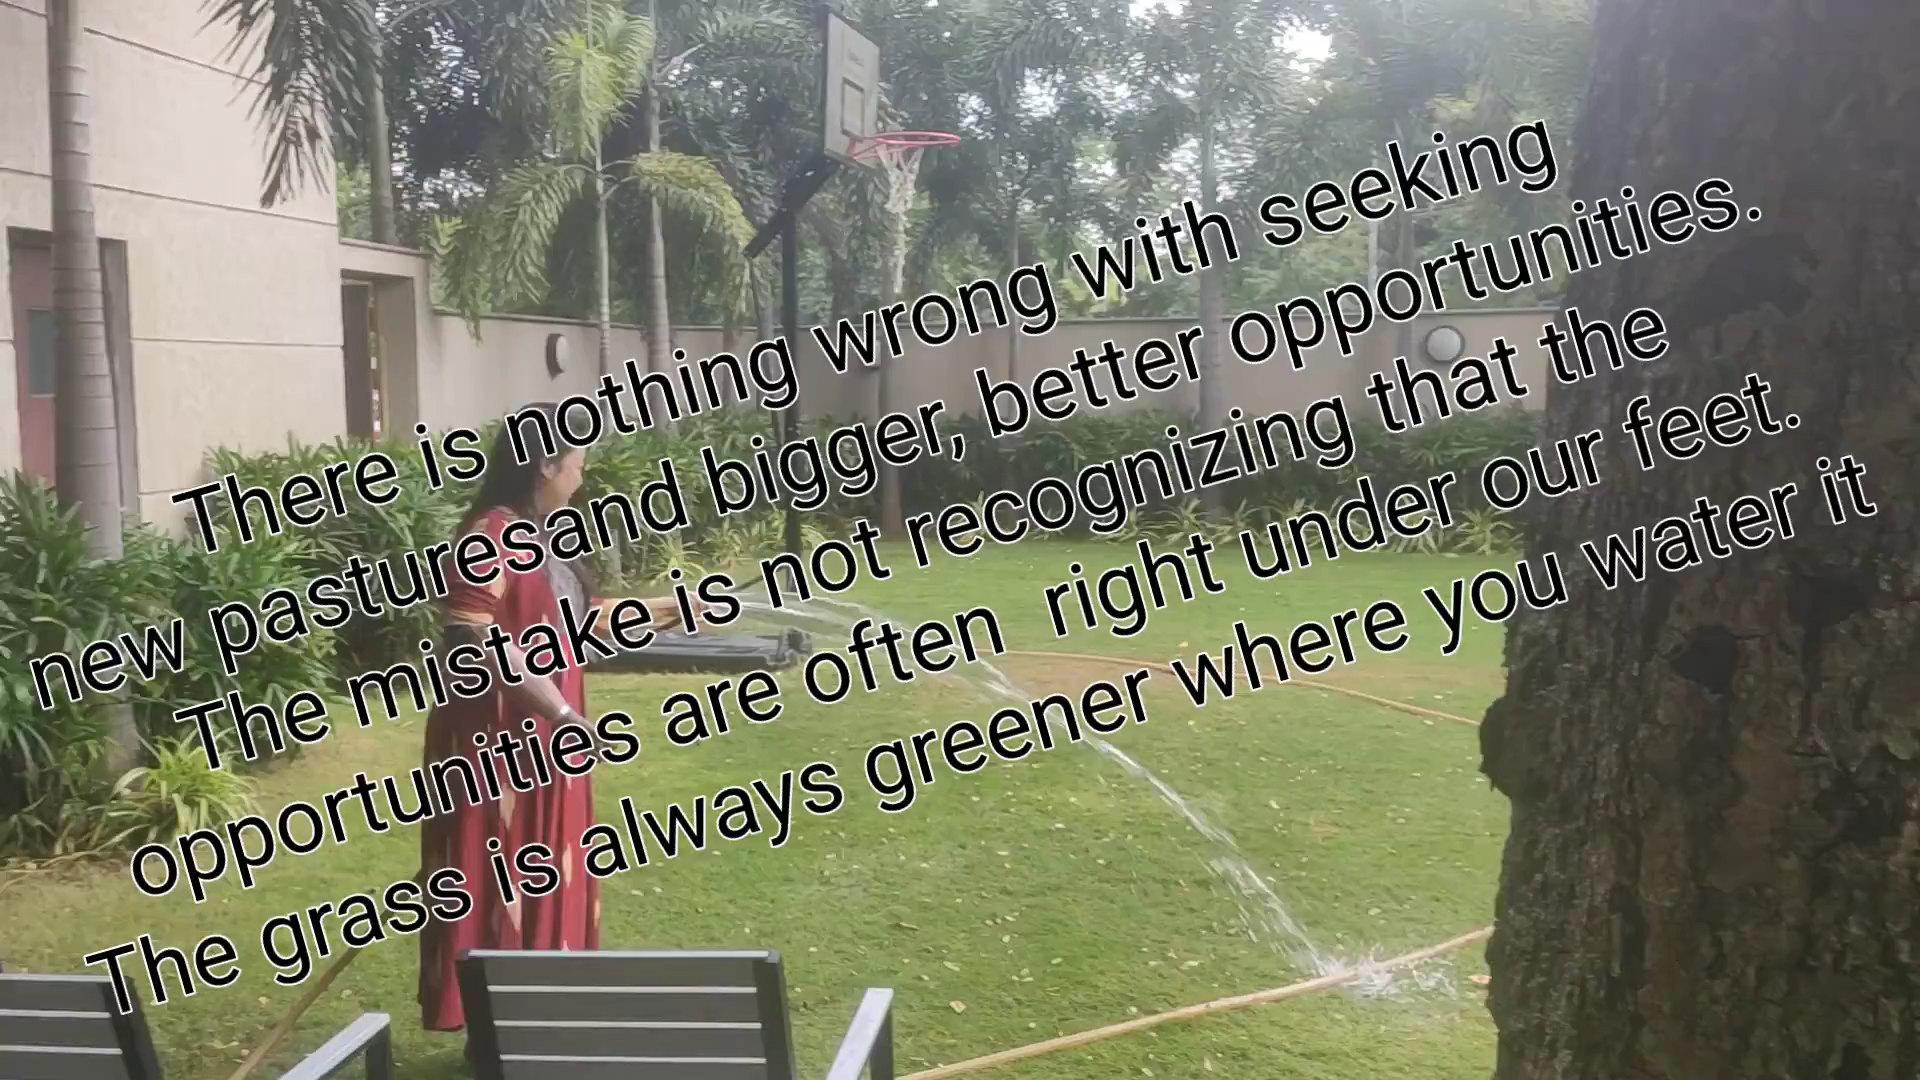 There is nothing wrong with seeking
new pasturesand bigger, better opportunities.
The mistake is not recognizing that the
opportunities are often right under our feet.
The grass is always greener where you water it